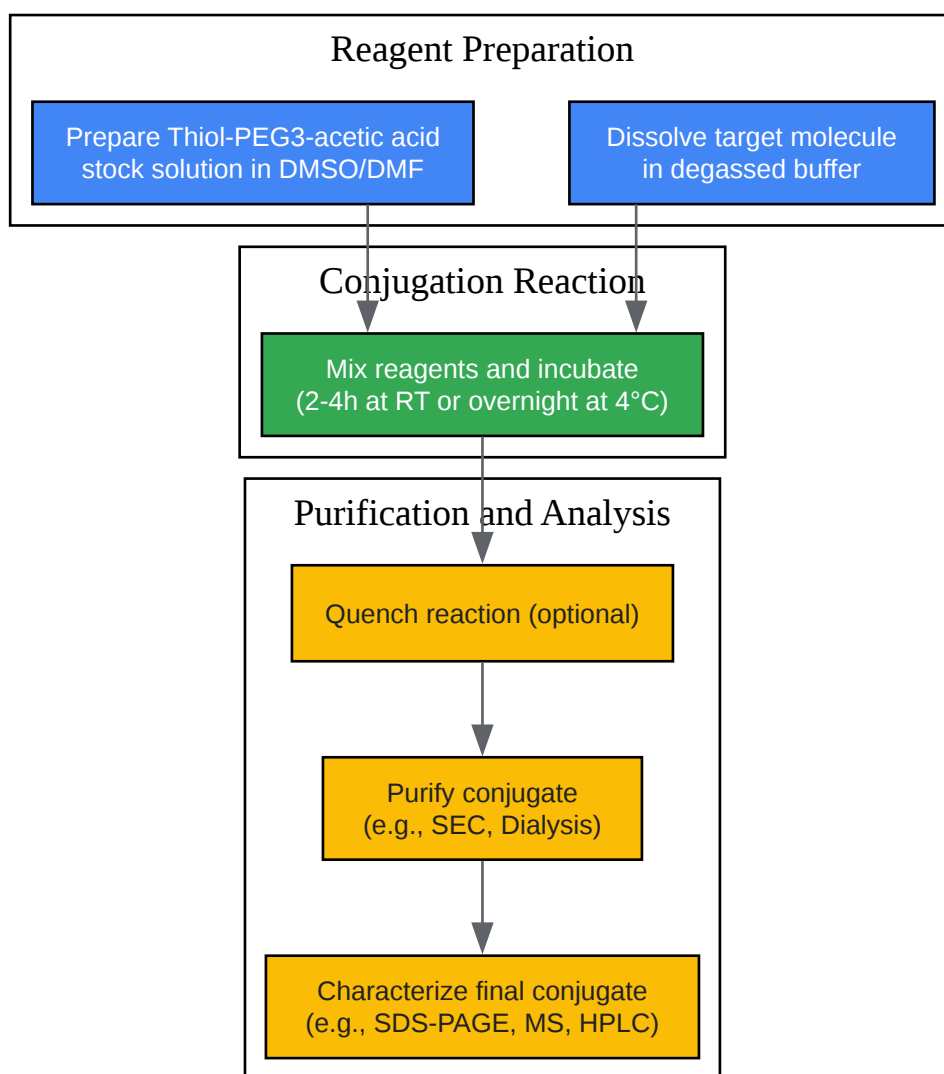 Reagent Preparation
Prepare Thiol-PEG3-acetic acid
stock solution in DMSO/DMF
Dissolve target molecule
in degassed buffer
Conjugation Reaction
Mix reagents and incubate
(2-4h at RT or overnight at 4°C)
Purification and Analysis
Quench reaction (optional)
Purify conjugate
(e.g., SEC, Dialysis)
Characterize final conjugate
(e.g., SDS-PAGE, MS, HPLC)